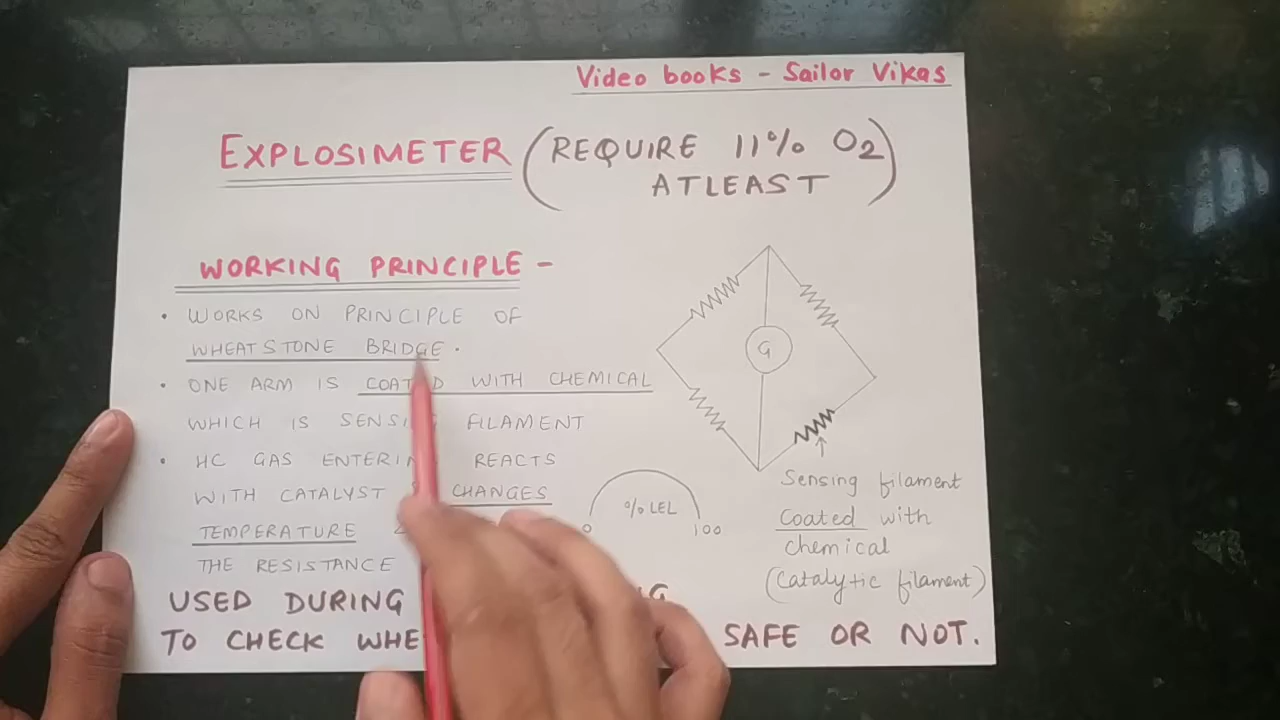 Video books - Sailor Vikas
EXPLOSIMETER (REQUIRE 11% O2
ATLEAST)
WORKING PRINCIPLE -
• WORKS ON PRINCIPLE OF
WHEATSTONE BRIDGE.
• ONE ARM IS COATED WITH CHEMICAL
WHICH IS FILAMENT
• HC GAS REACTS
WITH CATALYST CHANGES
TEMPERATURE
THE RESISTANCE
USED DURING
TO CHECK SAFE OR NOT.
G
% LEL
0 100
Sensing filament
Coated with
chemical
(Catalytic filament)